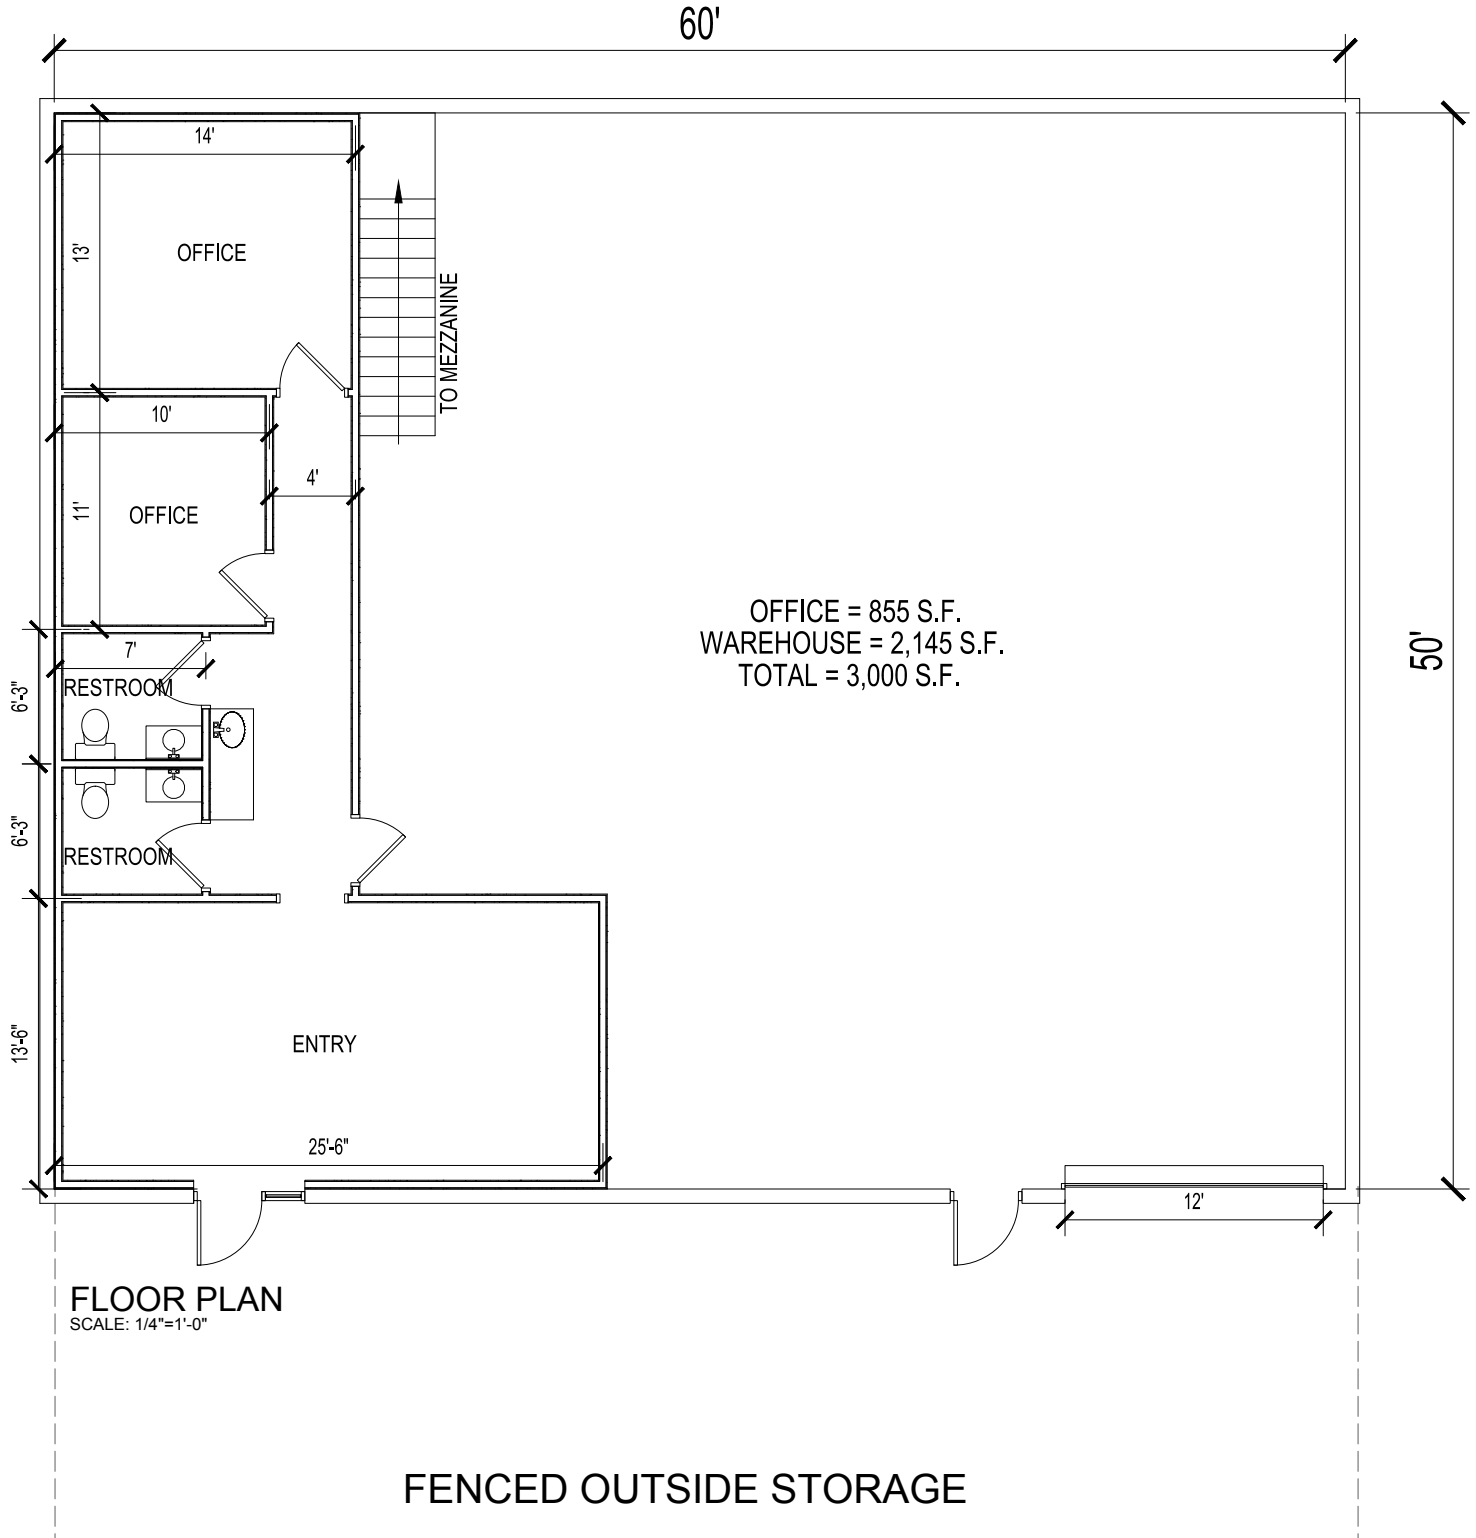 60'
14'
13'
OFFICE
TO MEZZANINE
10'
4'
11'
OFFICE
OFFICE = 855 S.F.
WAREHOUSE = 2,145 S.F.
TOTAL = 3,000 S.F.
50'
7'
RESTROOM
6'-3"
6'-3"
RESTROOM
13'-6"
ENTRY
25'-6"
12'
FLOOR PLAN
SCALE: 1/4"=1'-0"
FENCED OUTSIDE STORAGE